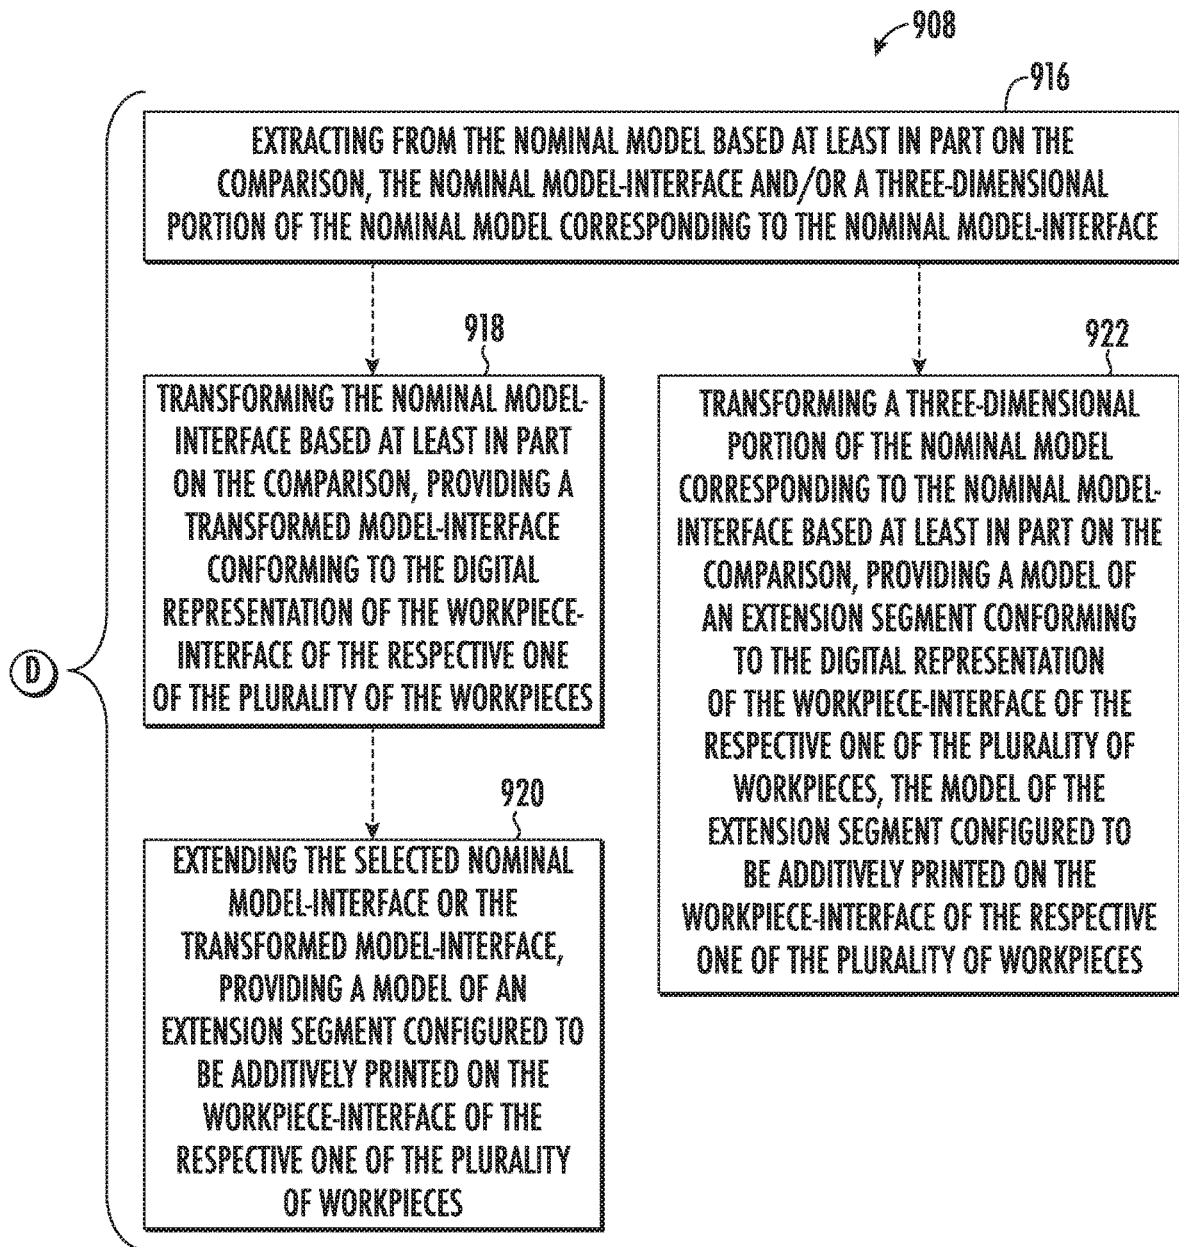 908
916
EXTRACTING FROM THE NOMINAL MODEL BASED AT LEAST IN PART ON THE
COMPARISON, THE NOMINAL MODEL-INTERFACE AND/OR A THREE-DIMENSIONAL
PORTION OF THE NOMINAL MODEL CORRESPONDING TO THE NOMINAL MODEL-INTERFACE
918
TRANSFORMING THE NOMINAL MODEL-
INTERFACE BASED AT LEAST IN PART
ON THE COMPARISON, PROVIDING A
TRANSFORMED MODEL-INTERFACE
CONFORMING TO THE DIGITAL
REPRESENTATION OF THE WORKPIECE-
INTERFACE OF THE RESPECTIVE ONE
OF THE PLURALITY OF THE WORKPIECES
920
EXTENDING THE SELECTED NOMINAL
MODEL-INTERFACE OR THE
TRANSFORMED MODEL-INTERFACE,
PROVIDING A MODEL OF AN
EXTENSION SEGMENT CONFIGURED TO
BE ADDITIVELY PRINTED ON THE
WORKPIECE-INTERFACE OF THE
RESPECTIVE ONE OF THE PLURALITY
OF WORKPIECES
922
TRANSFORMING A THREE-DIMENSIONAL
PORTION OF THE NOMINAL MODEL
CORRESPONDING TO THE NOMINAL MODEL-
INTERFACE BASED AT LEAST IN PART ON THE
COMPARISON, PROVIDING A MODEL OF
AN EXTENSION SEGMENT CONFORMING
TO THE DIGITAL REPRESENTATION
OF THE WORKPIECE-INTERFACE OF THE
RESPECTIVE ONE OF THE PLURALITY OF
WORKPIECES, THE MODEL OF THE
EXTENSION SEGMENT CONFIGURED TO
BE ADDITIVELY PRINTED ON THE
WORKPIECE-INTERFACE OF THE RESPECTIVE
ONE OF THE PLURALITY OF WORKPIECES
D